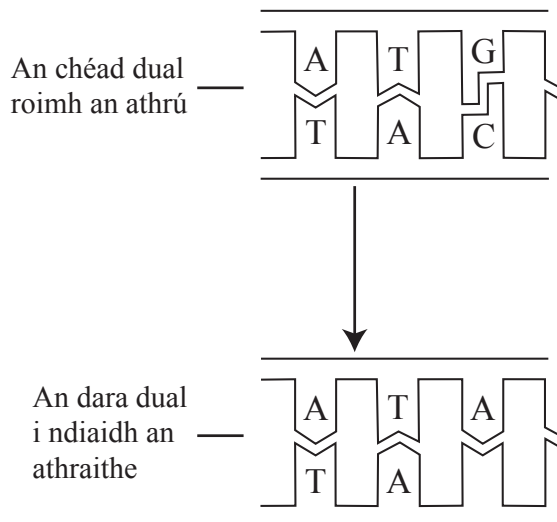 A T G
An chéad dual
roimh an athrú
T A C
A T A
An dara dual
i ndiaidh an
athraithe
T A